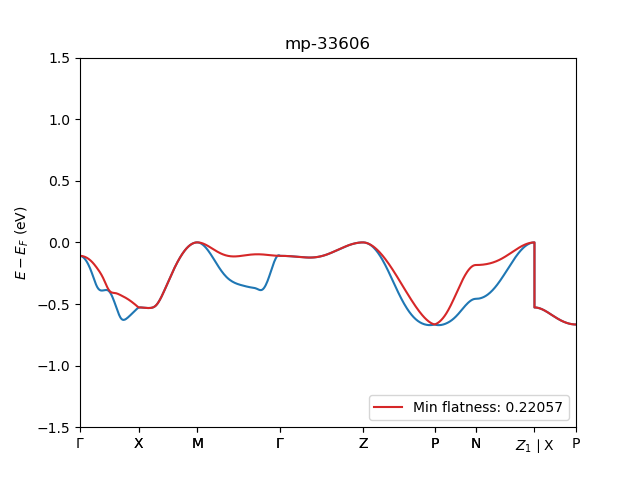 mp-33606
E − E_F (eV)
1.5
1.0
0.5
0.0
−0.5
−1.0
−1.5
Min flatness: 0.22057
Γ X M Γ Z P N Z_1 | X P